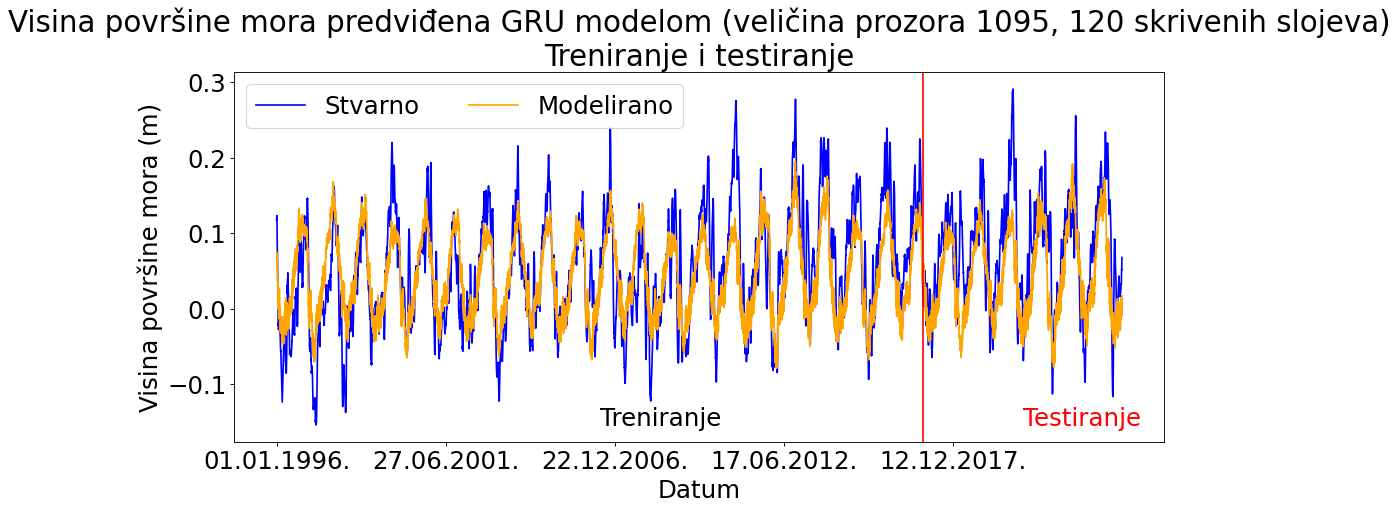 Visina površine mora predviđena GRU modelom (veličina prozora 1095, 120 skrivenih slojeva)
Treniranje i testiranje
Stvarno
Modelirano
Visina površine mora (m)
0.3
0.2
0.1
0.0
−0.1
Treniranje
Testiranje
01.01.1996.
27.06.2001.
22.12.2006.
17.06.2012.
12.12.2017.
Datum